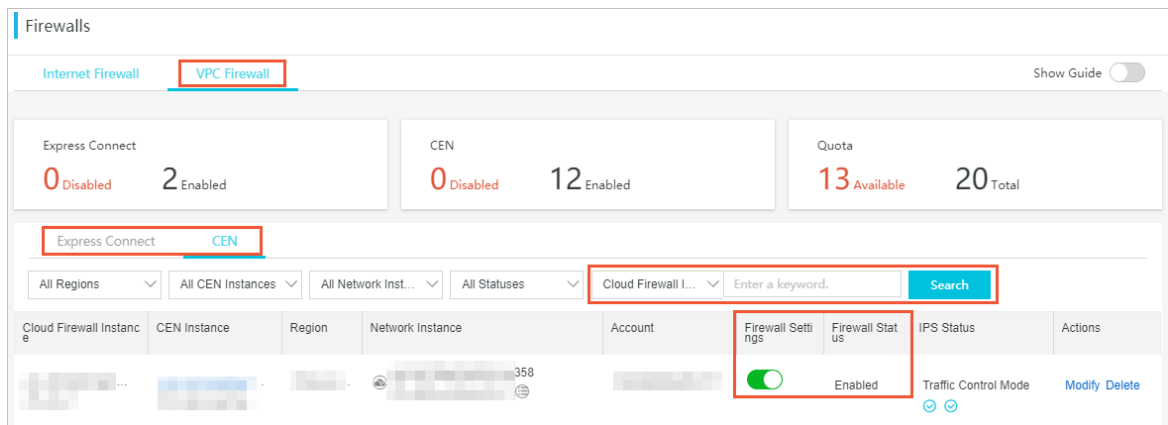 Firewalls
Internet Firewall VPC Firewall Show Guide
Express Connect CEN Quota
0 Disabled 2 Enabled 0 Disabled 12 Enabled 13 Available 20 Total
Express Connect CEN
All Regions All CEN Instances All Network Inst... All Statuses Cloud Firewall I... Enter a keyword. Search
Cloud Firewall Instanc CEN Instance Region Network Instance Account Firewall Setti Firewall Stat IPS Status Actions
e ngs us
358
... Enabled Traffic Control Mode Modify Delete